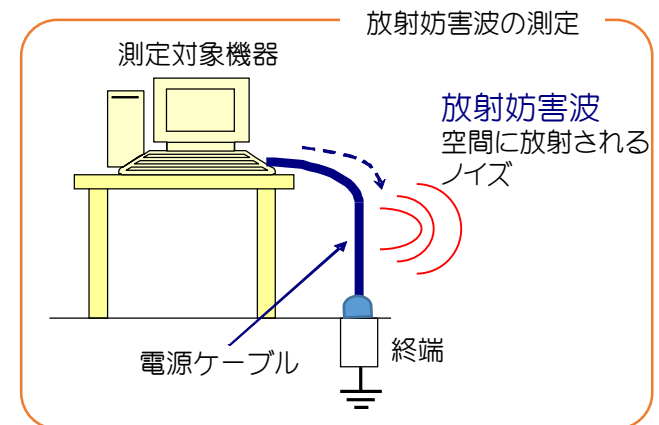 放射妨害波の測定
測定対象機器
放射妨害波
空間に放射される
ノイズ
電源ケーブル
終端